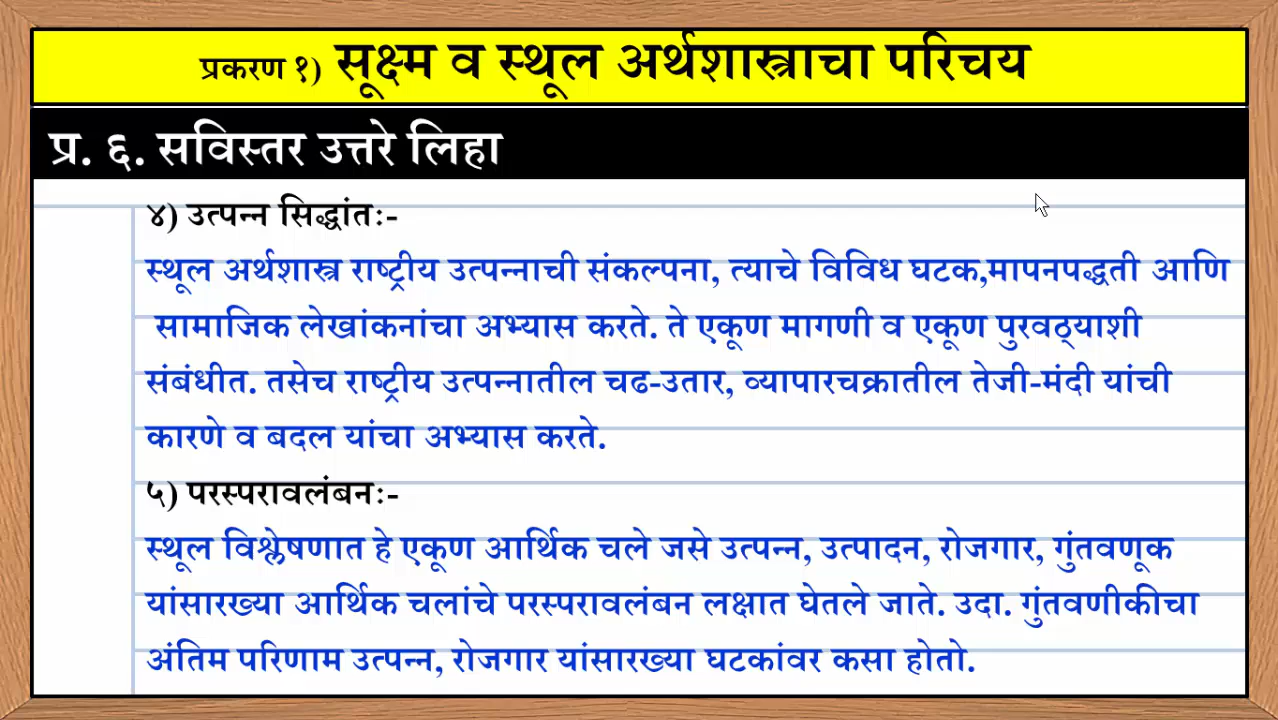 प्रकरण १) सूक्ष्म व स्थूल अर्थशास्त्राचा परिचय
प्र. ६. सविस्तर उत्तरे लिहा
४) उत्पन्न सिद्धांतः-
स्थूल अर्थशास्त्र राष्ट्रीय उत्पन्नाची संकल्पना, त्याचे विविध घटक,मापनपद्धती आणि
सामाजिक लेखांकनांचा अभ्यास करते. ते एकूण मागणी व एकूण पुरवठ्याशी
संबंधीत. तसेच राष्ट्रीय उत्पन्नातील चढ-उतार, व्यापारचक्रातील तेजी-मंदी यांची
कारणे व बदल यांचा अभ्यास करते.
५) परस्परावलंबनः-
स्थूल विश्लेषणात हे एकूण आर्थिक चले जसे उत्पन्न, उत्पादन, रोजगार, गुंतवणूक
यांसारख्या आर्थिक चलांचे परस्परावलंबन लक्षात घेतले जाते. उदा. गुंतवणीकीचा
अंतिम परिणाम उत्पन्न, रोजगार यांसारख्या घटकांवर कसा होतो.